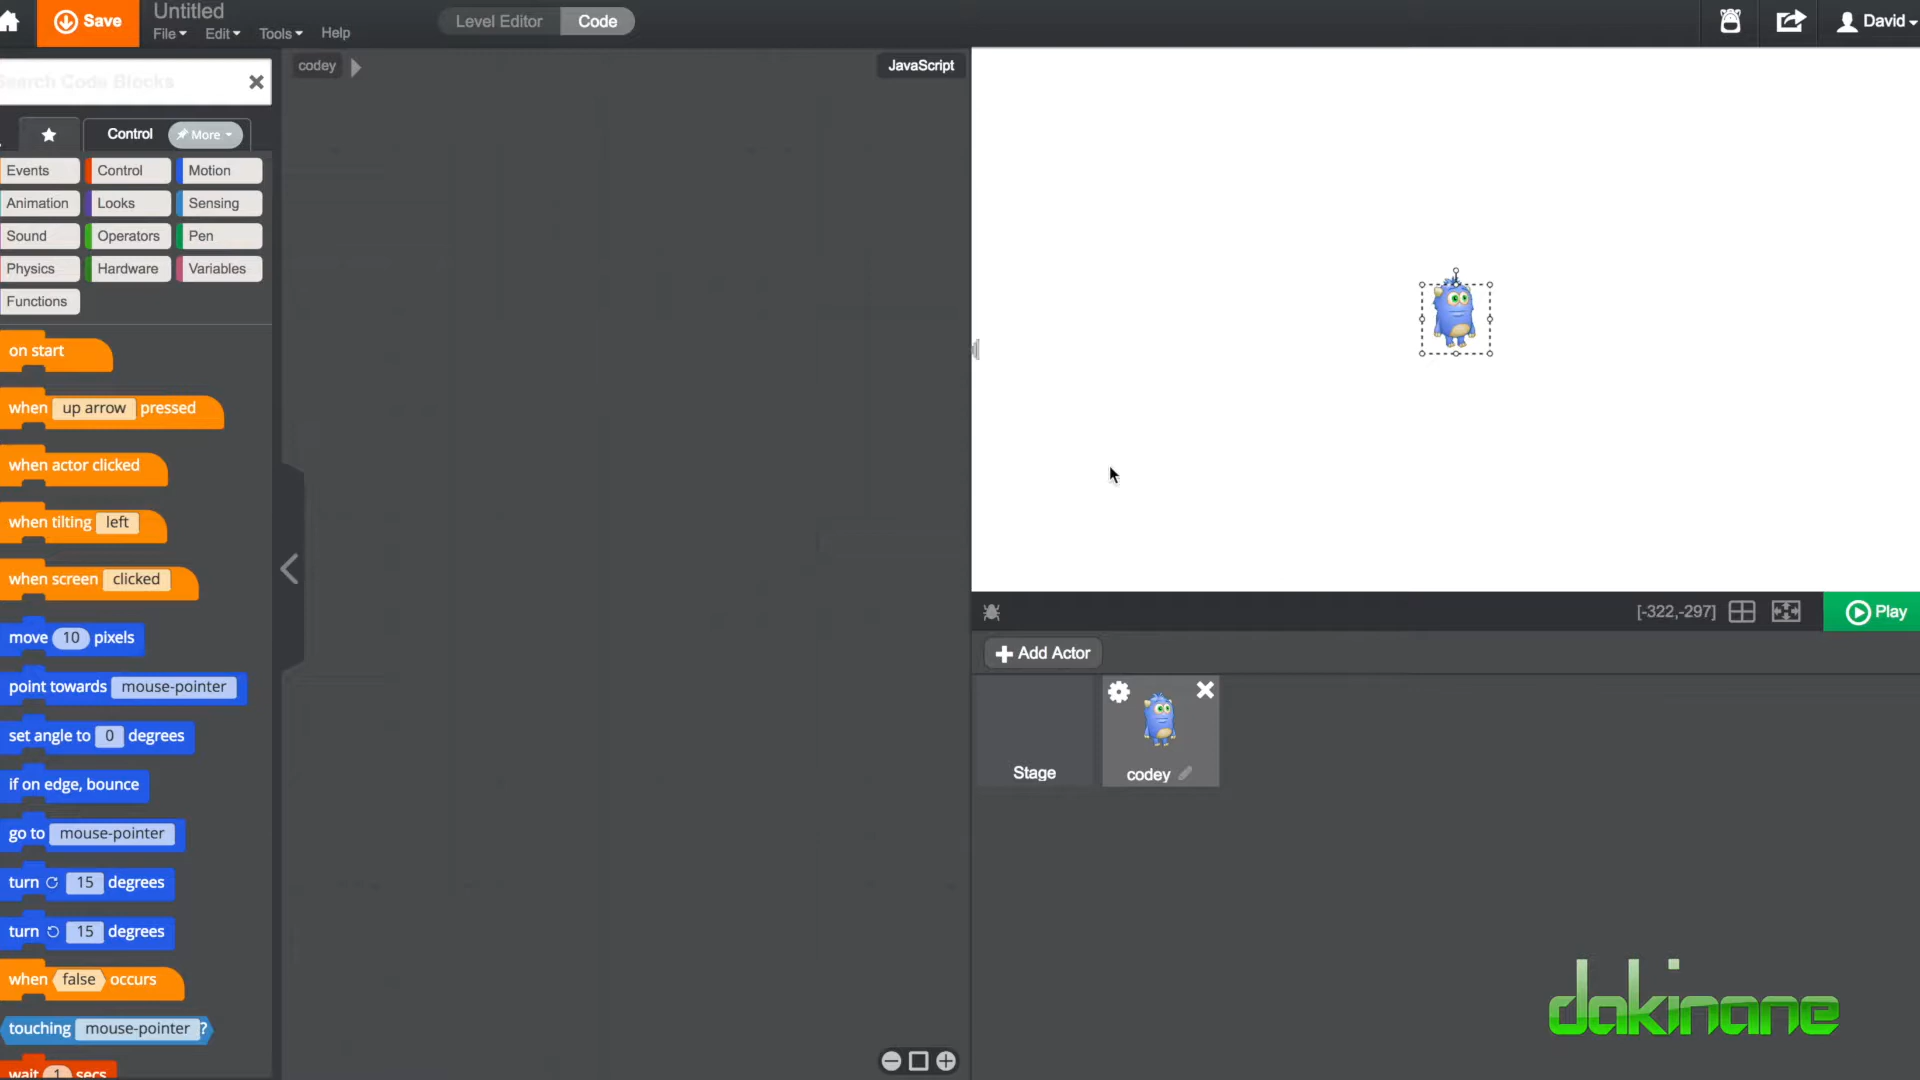 Save
Untitled
File
Edit
Tools
Help
Level Editor
Code
David
Search Code Blocks
codey
JavaScript
Control
More
Events
Control
Motion
Animation
Looks
Sensing
Sound
Operators
Pen
Physics
Hardware
Variables
Functions
on start
when up arrow pressed
when actor clicked
when tilting left
when screen clicked
move 10 pixels
point towards mouse-pointer
set angle to 0 degrees
if on edge, bounce
go to mouse-pointer
turn 15 degrees
turn 15 degrees
when false occurs
touching mouse-pointer ?
wait 1 secs
[-322,-297]
Play
Add Actor
Stage
codey
dakinane